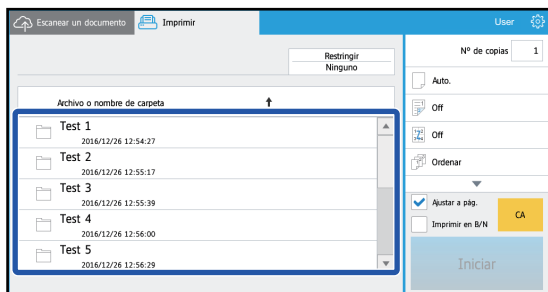 Escanear un documento
Imprimir
User
Restringir
Ninguno
Archivo o nombre de carpeta
Test 1
2016/12/26 12:54:27
Test 2
2016/12/26 12:55:17
Test 3
2016/12/26 12:55:39
Test 4
2016/12/26 12:56:00
Test 5
2016/12/26 12:56:29
Nº de copias 1
Auto.
Off
Off
Ordenar
Ajustar a pág.
Imprimir en B/N
CA
Iniciar